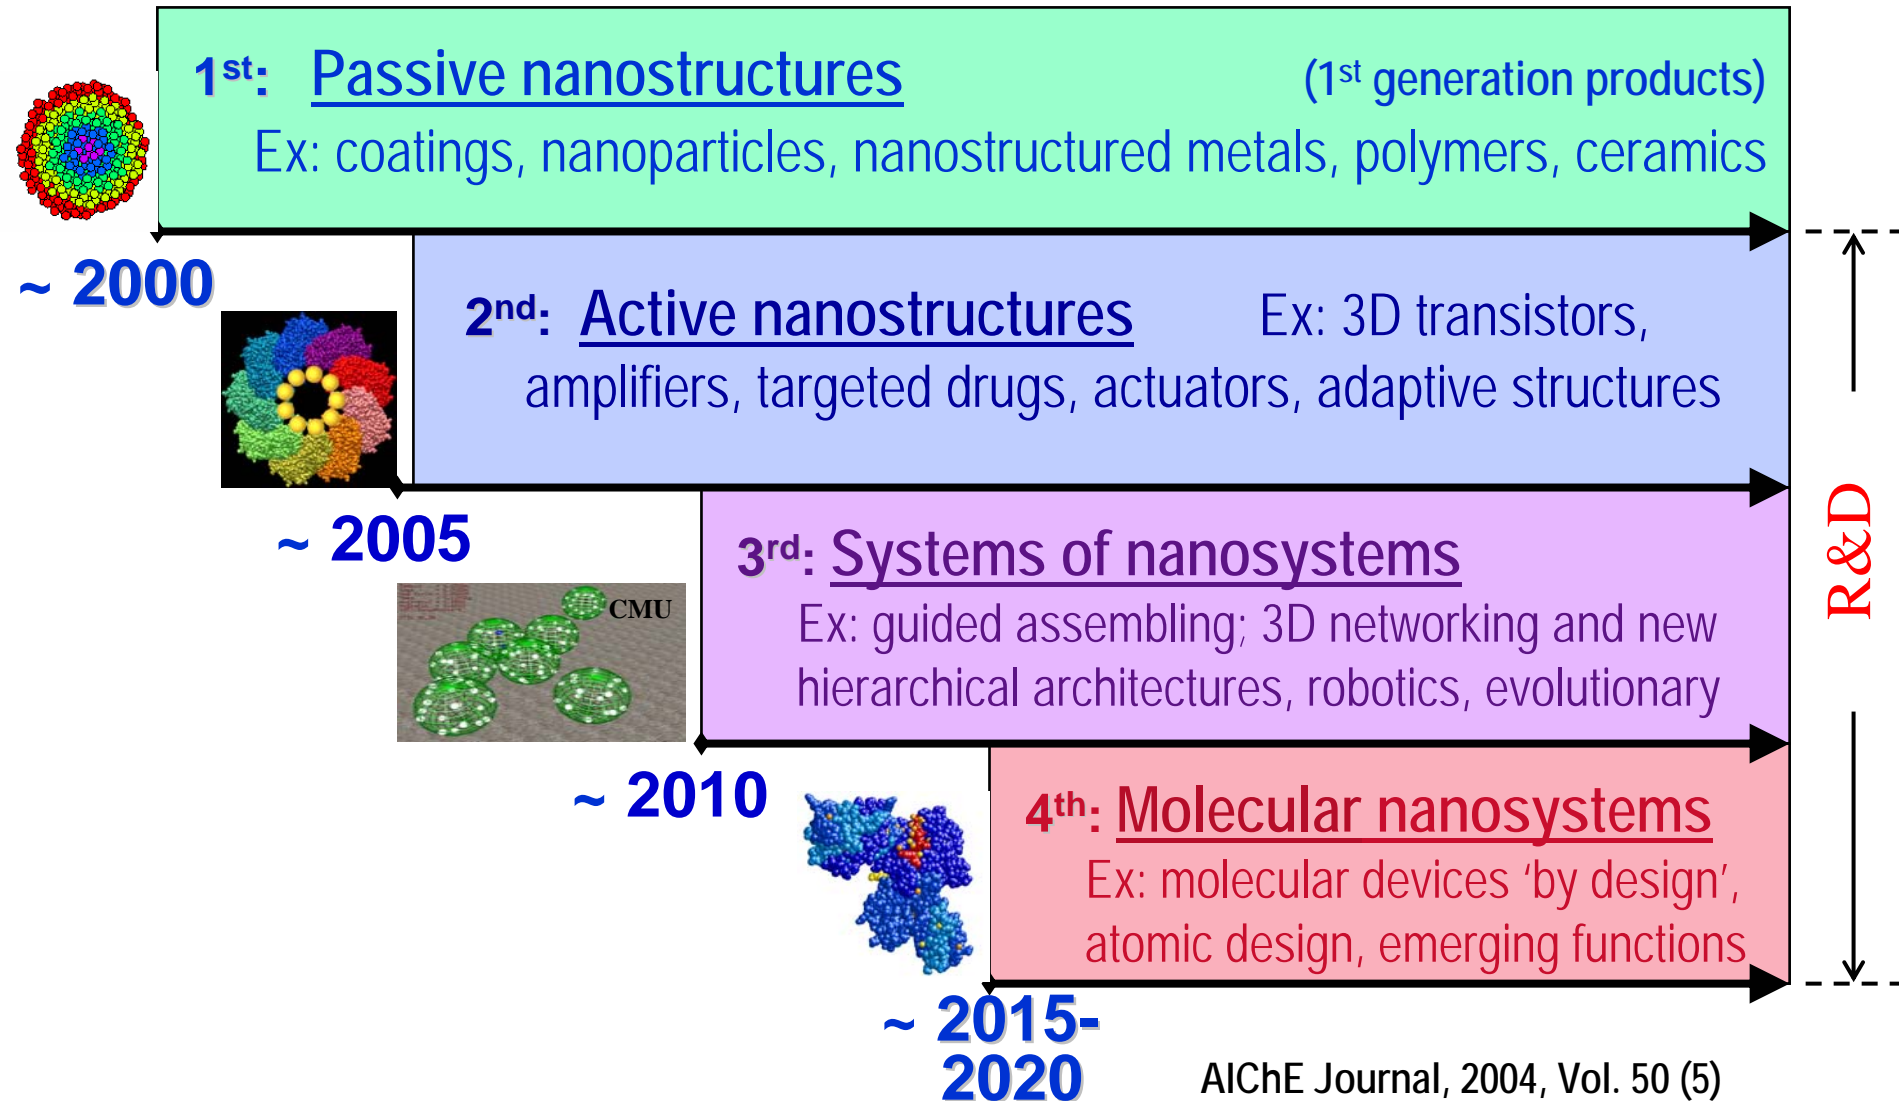 1st: Passive nanostructures (1st generation products)
Ex: coatings, nanoparticles, nanostructured metals, polymers, ceramics
~ 2000
2nd: Active nanostructures Ex: 3D transistors,
amplifiers, targeted drugs, actuators, adaptive structures
~ 2005
3rd: Systems of nanosystems
CMU
Ex: guided assembling; 3D networking and new
hierarchical architectures, robotics, evolutionary
~ 2010
4th: Molecular nanosystems
Ex: molecular devices ‘by design’,
atomic design, emerging functions
~ 2015-
2020
R&D
AIChE Journal, 2004, Vol. 50 (5)